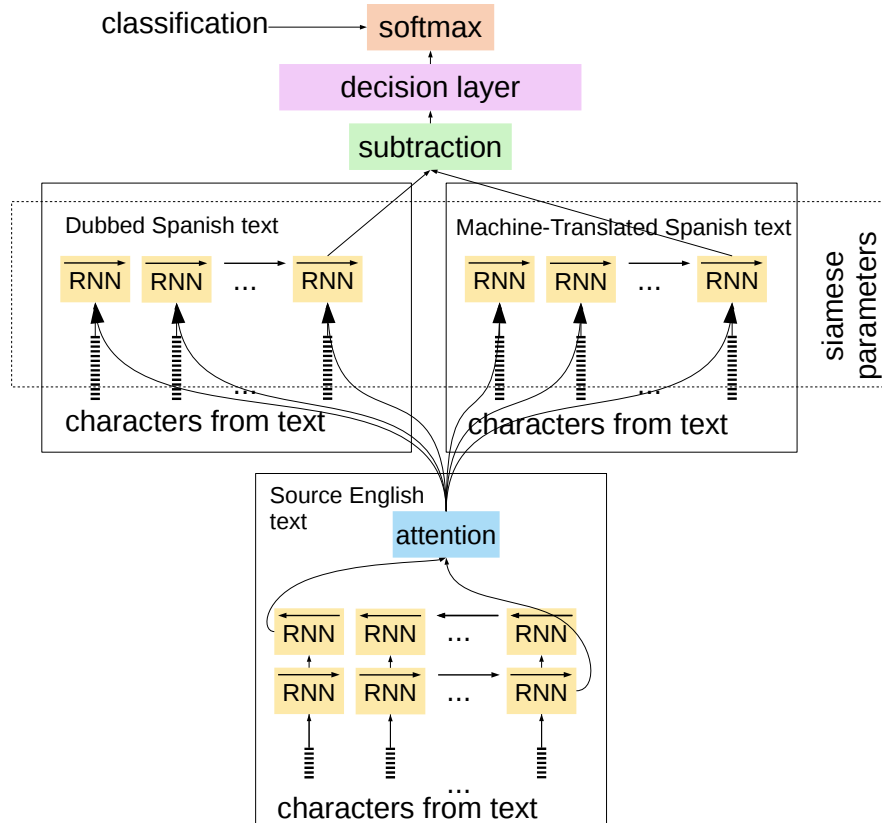 classification
softmax
decision layer
subtraction
Dubbed Spanish text
Machine-Translated Spanish text
RNN RNN ... RNN
RNN RNN ... RNN
siamese
parameters
...
...
characters from text
characters from text
Source English
text
attention
RNN RNN ... RNN
RNN RNN ... RNN
...
characters from text